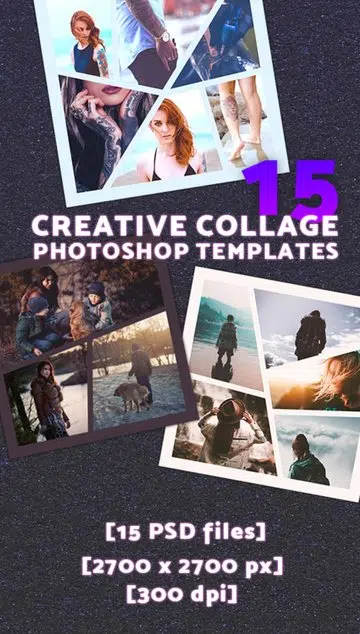 15
CREATIVE COLLAGE
PHOTOSHOP TEMPLATES
[15 PSD files]
[2700 x 2700 px]
[300 dpi]